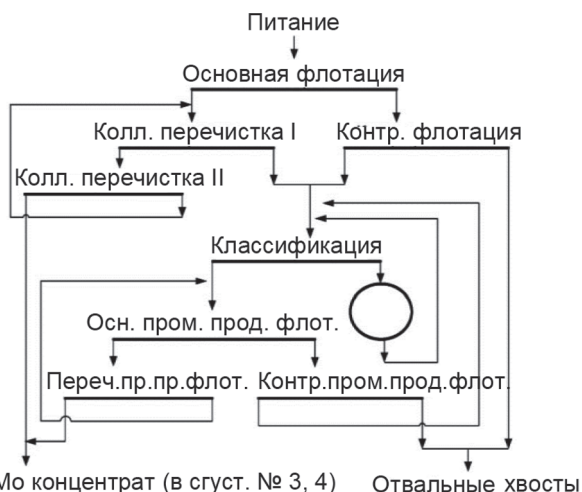 Питание
Основная флотация
Колл. перечистка I Контр. флотация
Колл. перечистка II
Классификация
Осн. пром. прод. флот.
Переч.пр.пр.флот. Контр.пром.прод.флот.
Мо концентрат (в сгуст. № 3, 4) Отвальные хвосты